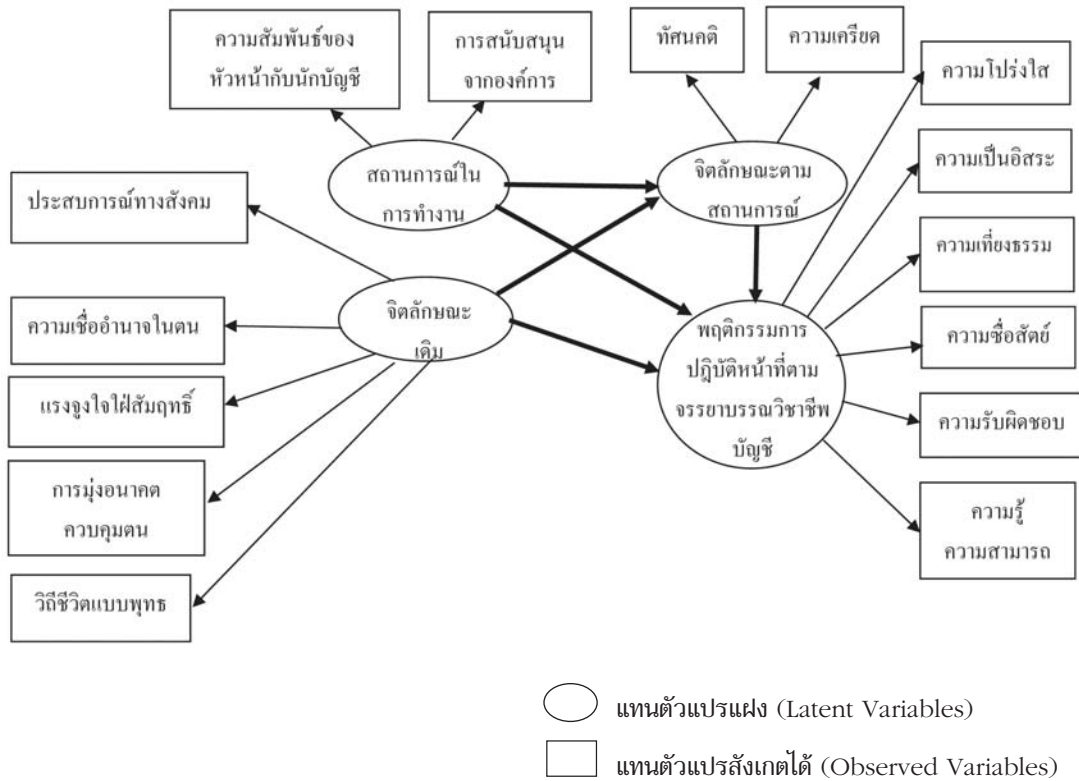 ความสัมพันธ์ของ
หัวหน้ากับนักบัญชี
การสนับสนุน
จากองค์การ
ทัศนคติ
ความเครียด
ความโปร่งใส
สถานการณ์ใน
การทำงาน
จิตลักษณะตาม
สถานการณ์
ความเป็นอิสระ
ประสบการณ์ทางสังคม
ความเที่ยงธรรม
จิตลักษณะ
เดิม
ความเชื่ออำนาจในตน
พฤติกรรมการ
ปฎิบัติหน้าที่ตาม
จรรยาบรรณวิชาชีพ
บัญชี
ความซื่อสัตย์
แรงจูงใจใฝ่สัมฤทธิ์
ความรับผิดชอบ
การมุ่งอนาคต
ควบคุมตน
ความรู้
ความสามารถ
วิถีชีวิตแบบพุทธ
แทนตัวแปรแฝง (Latent Variables)
แทนตัวแปรสังเกตได้ (Observed Variables)